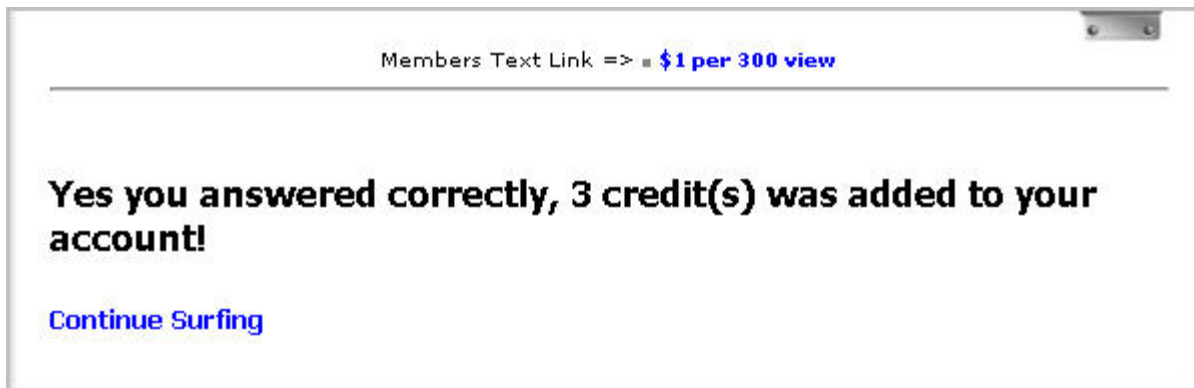 Members Text Link => $1 per 300 view
Yes you answered correctly, 3 credit(s) was added to your
account!
Continue Surfing